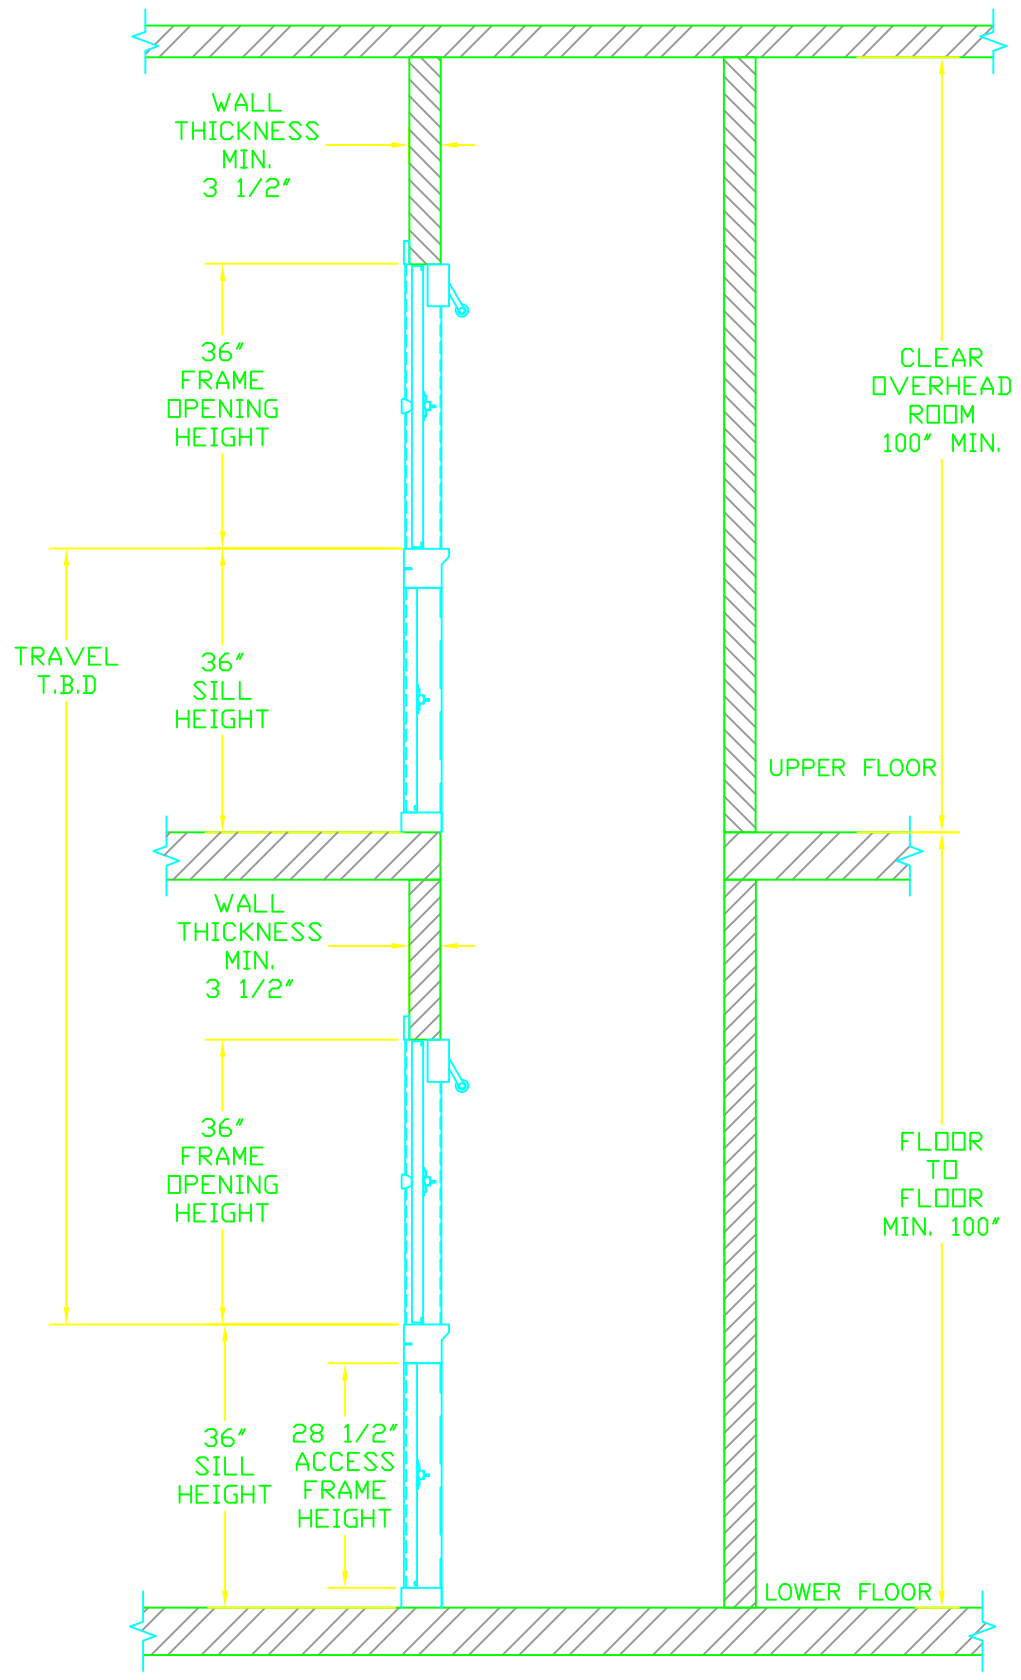 WALL
THICKNESS
MIN.
3 1/2"
36"
FRAME
OPENING
HEIGHT
CLEAR
OVERHEAD
ROOM
100" MIN.
TRAVEL
T.B.D
36"
SILL
HEIGHT
UPPER FLOOR
WALL
THICKNESS
MIN.
3 1/2"
36"
FRAME
OPENING
HEIGHT
FLOOR
TO
FLOOR
MIN. 100"
36"
SILL
HEIGHT
28 1/2"
ACCESS
FRAME
HEIGHT
LOWER FLOOR